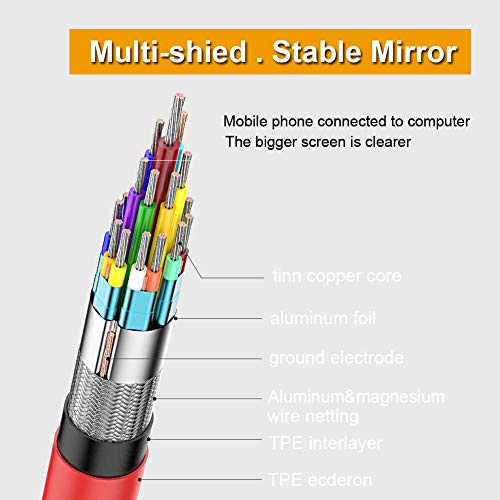 Multi-shied . Stable Mirror
Mobile phone connected to computer
The bigger screen is clearer
tinn copper core
aluminum foil
ground electrode
Aluminum&magnesium
wire netting
TPE interlayer
TPE ecderon